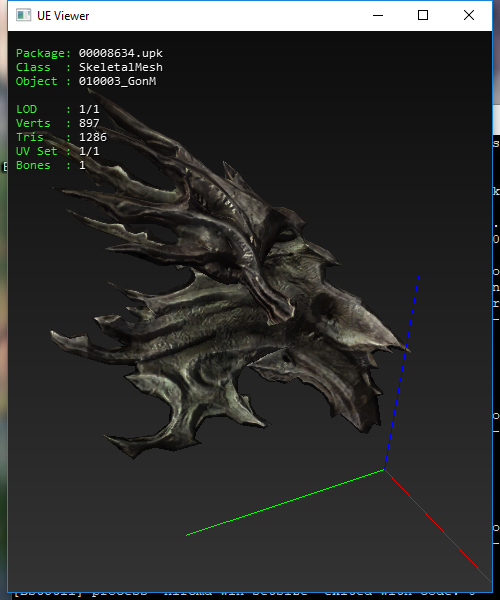 UE Viewer
Package: 00008634.upk
Class  : SkeletalMesh
Object : 010003_GonM
LOD    : 1/1
Verts  : 897
Tris   : 1286
UV Set : 1/1
Bones  : 1